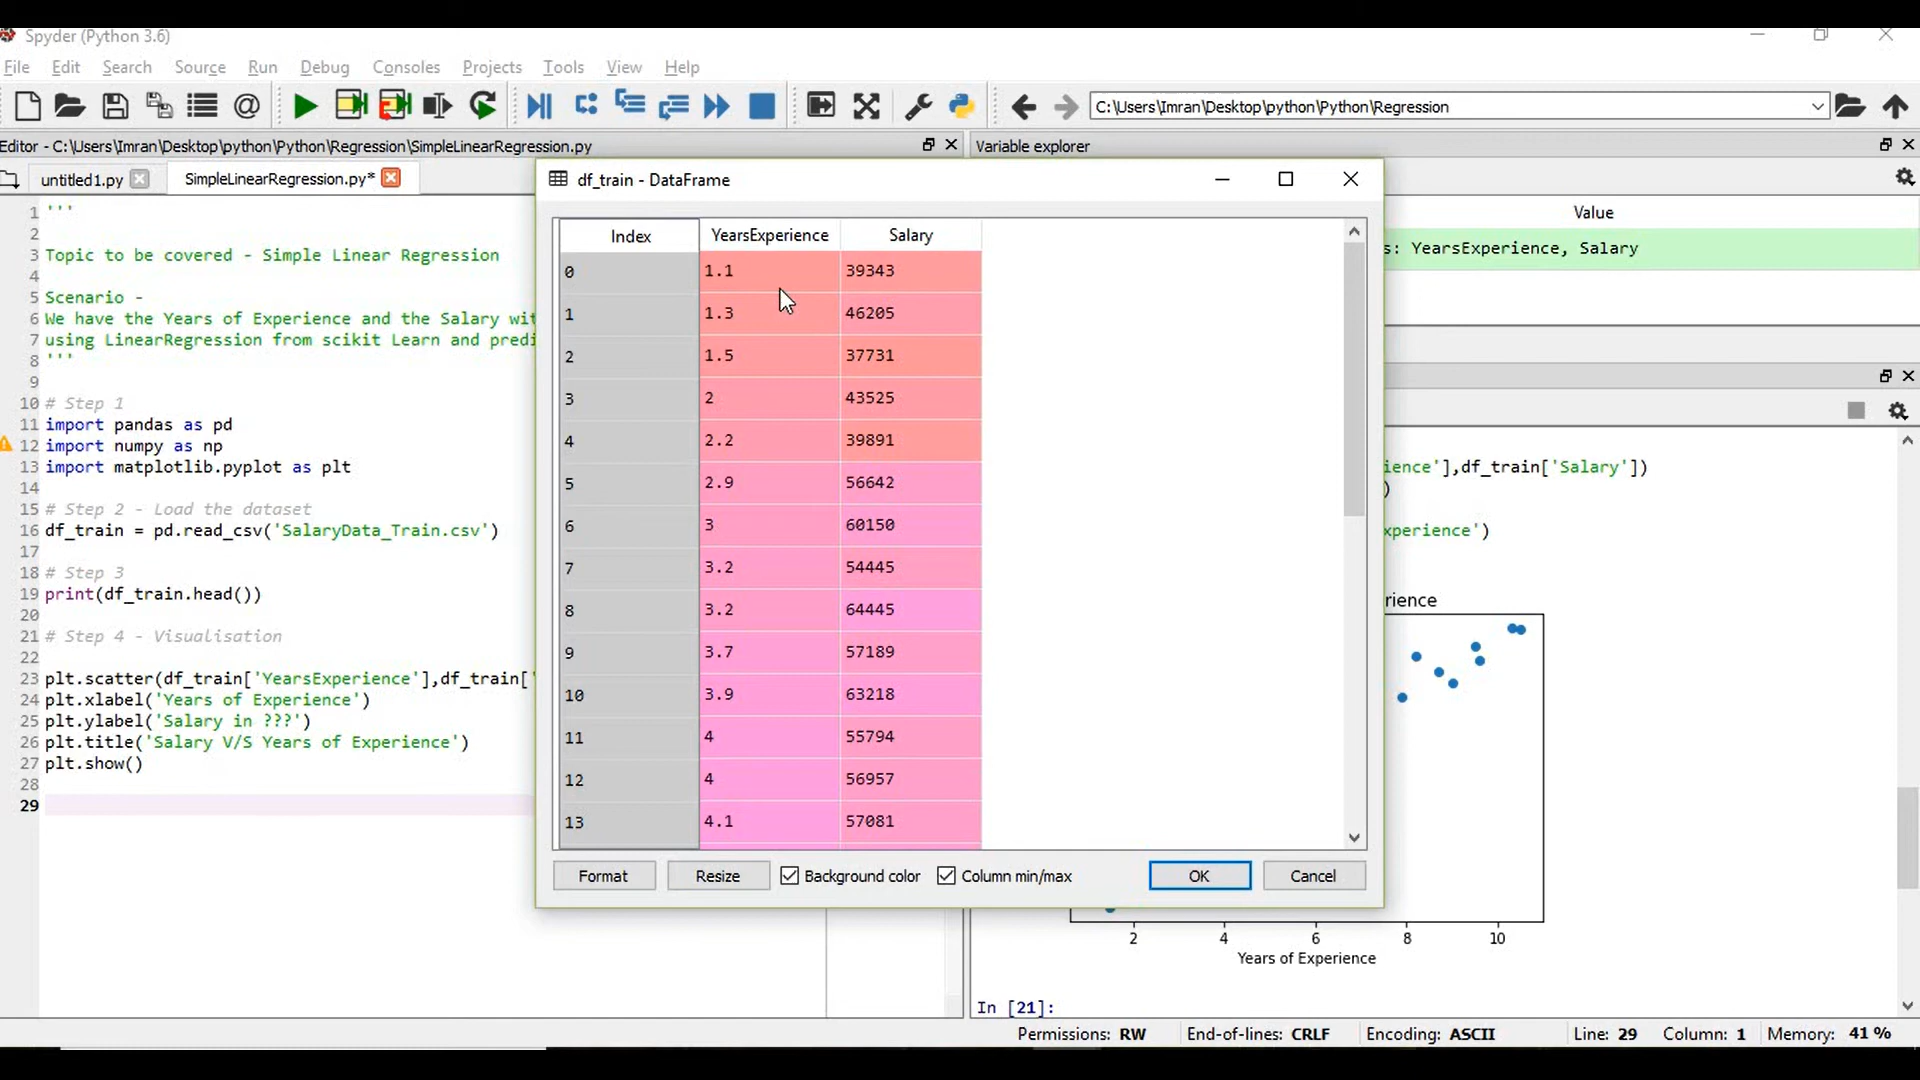 Spyder (Python 3.6)
File Edit Search Source Run Debug Consoles Projects Tools View Help
C:\Users\Imran\Desktop\python\Python\Regression
Editor - C:\Users\Imran\Desktop\python\Python\Regression\SimpleLinearRegression.py
Variable explorer
untitled1.py
SimpleLinearRegression.py*
1 '''
2
3 Topic to be covered - Simple Linear Regression
4
5 Scenario -
6 We have the Years of Experience and the Salary wit
7 using LinearRegression from scikit Learn and predi
8 '''
9
10 # Step 1
11 import pandas as pd
12 import numpy as np
13 import matplotlib.pyplot as plt
14
15 # Step 2 - Load the dataset
16 df_train = pd.read_csv('SalaryData_Train.csv')
17
18 # Step 3
19 print(df_train.head())
20
21 # Step 4 - Visualisation
22
23 plt.scatter(df_train['YearsExperience'],df_train['
24 plt.xlabel('Years of Experience')
25 plt.ylabel('Salary in ???')
26 plt.title('Salary V/S Years of Experience')
27 plt.show()
28
29
df_train - DataFrame
Index YearsExperience Salary
0 1.1 39343
1 1.3 46205
2 1.5 37731
3 2 43525
4 2.2 39891
5 2.9 56642
6 3 60150
7 3.2 54445
8 3.2 64445
9 3.7 57189
10 3.9 63218
11 4 55794
12 4 56957
13 4.1 57081
Format Resize Background color Column min/max OK Cancel
Value
s: YearsExperience, Salary
ience'],df_train['Salary'])
)
xperience')
rience
2 4 6 8 10
Years of Experience
In [21]:
Permissions: RW End-of-lines: CRLF Encoding: ASCII Line: 29 Column: 1 Memory: 41 %